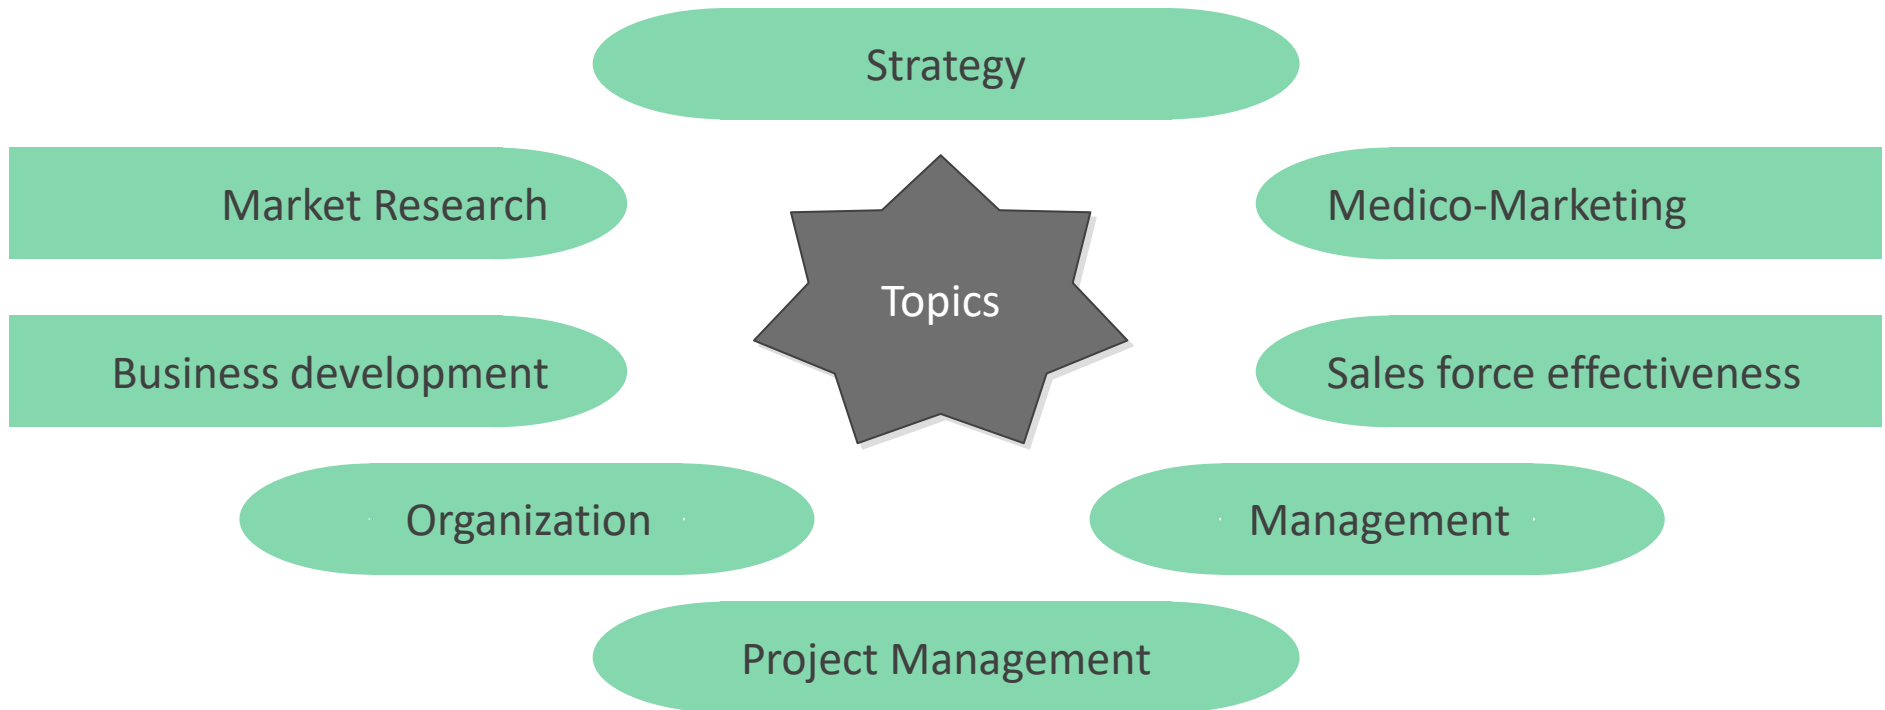 Strategy
Market Research
Medico-Marketing
Topics
Business development
Sales force effectiveness
Organization
Management
Project Management